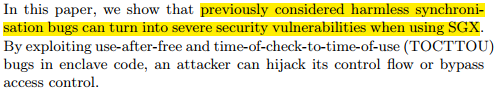 In this paper, we show that previously considered harmless synchroni-
sation bugs can turn into severe security vulnerabilities when using SGX.
By exploiting use-after-free and time-of-check-to-time-of-use (TOCTTOU)
bugs in enclave code, an attacker can hijack its control flow or bypass
access control.